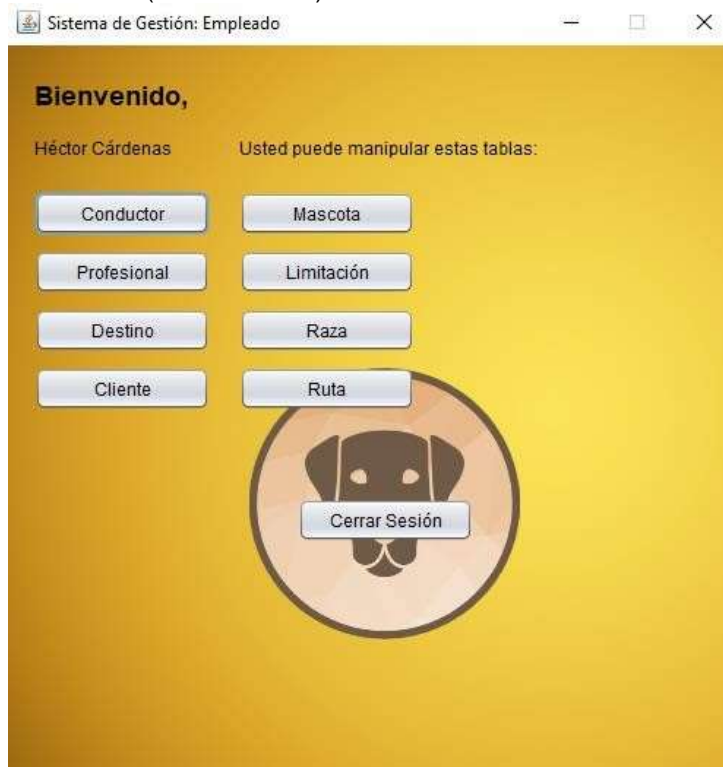 Sistema de Gestión: Empleado
Bienvenido,
Héctor Cárdenas Usted puede manipular estas tablas:
Conductor Mascota
Profesional Limitación
Destino Raza
Cliente Ruta
Cerrar Sesión